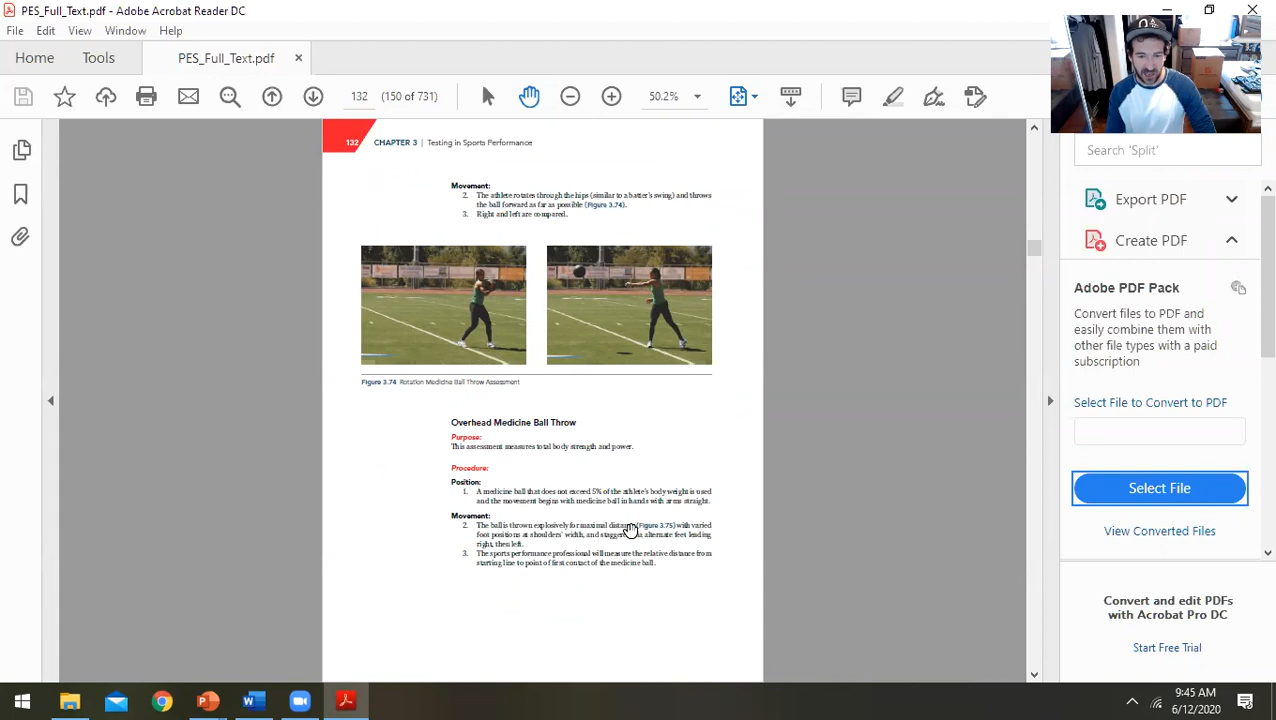 PES_Full_Text.pdf - Adobe Acrobat Reader DC
File Edit View Window Help
Home Tools PES_Full_Text.pdf
132 (150 of 731) 50.2%
132 CHAPTER 3 | Testing in Sports Performance
Movement:
2. The athlete rotates through the hips (similar to a batter's swing) and throws
the ball forward as far as possible (Figure 3.74).
3. Right and left are compared.
Figure 3.74 Rotation Medicine Ball Throw Assessment
Overhead Medicine Ball Throw
Purpose:
This assessment measures total body strength and power.
Procedure:
Position:
1. A medicine ball that does not exceed 5% of the athlete's body weight is used
and the movement begins with medicine ball in hands with arms straight.
Movement:
2. The ball is thrown explosively for maximal distance (Figure 3.75) with varied
foot positions at shoulders' width, and alternate feet leading
right, then left.
3. The sports performance professional will measure the relative distance from
starting line to point of first contact of the medicine ball.
Search 'Split'
Export PDF
Create PDF
Adobe PDF Pack
Convert files to PDF and
easily combine them with
other file types with a paid
subscription
Select File to Convert to PDF
Select File
View Converted Files
Convert and edit PDFs
with Acrobat Pro DC
Start Free Trial
9:45 AM
6/12/2020